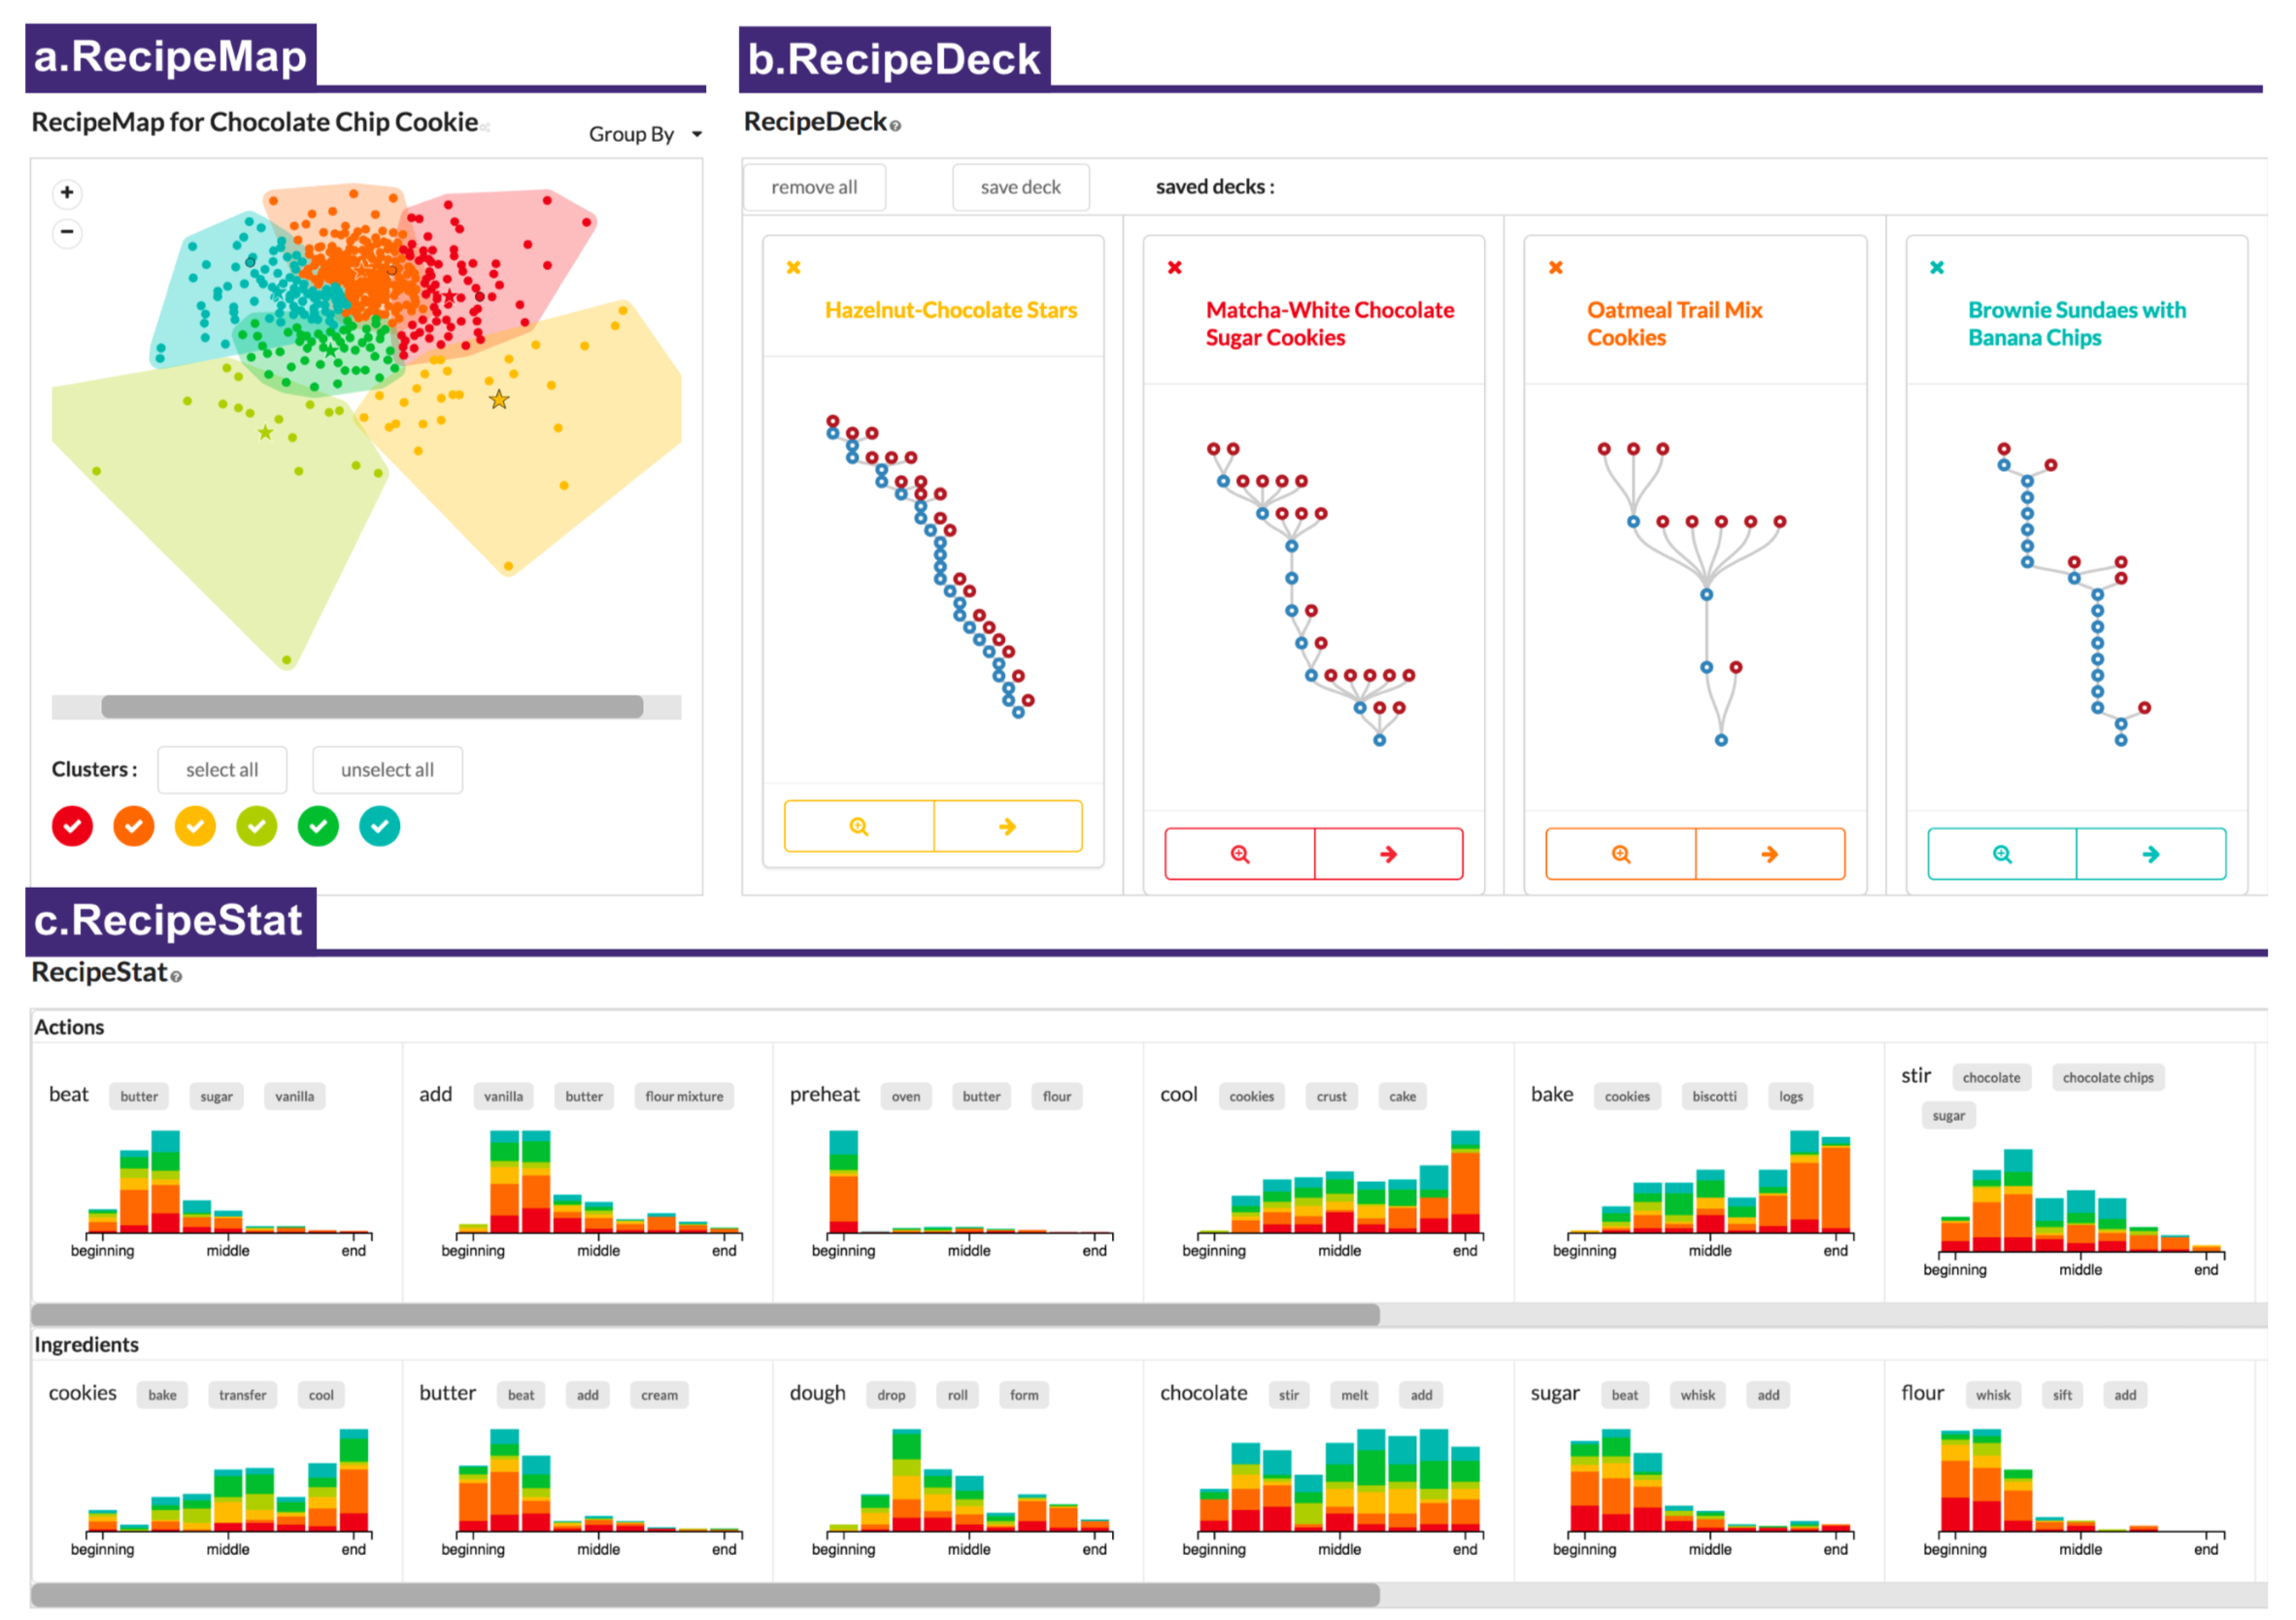 a.RecipeMap
RecipeMap for Chocolate Chip Cookie
Group By
+
−
Clusters :
select all
unselect all
b.RecipeDeck
RecipeDeck
remove all
save deck
saved decks :
Hazelnut-Chocolate Stars
Matcha-White Chocolate
Sugar Cookies
Oatmeal Trail Mix
Cookies
Brownie Sundaes with
Banana Chips
c.RecipeStat
RecipeStat
Actions
beat butter sugar vanilla
beginning middle end
add vanilla butter flour mixture
beginning middle end
preheat oven butter flour
beginning middle end
cool cookies crust cake
beginning middle end
bake cookies biscotti logs
beginning middle end
stir chocolate chocolate chips
sugar
beginning middle end
Ingredients
cookies bake transfer cool
beginning middle end
butter beat add cream
beginning middle end
dough drop roll form
beginning middle end
chocolate stir melt add
beginning middle end
sugar beat whisk add
beginning middle end
flour whisk sift add
beginning middle end